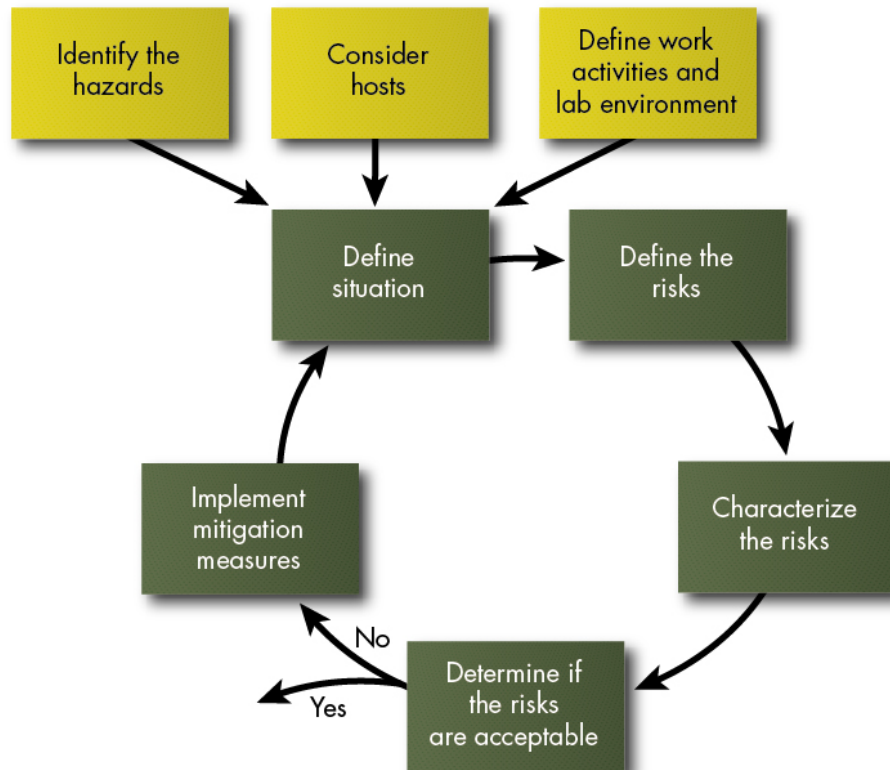 Identify the
hazards
Consider
hosts
Define work
activities and
lab environment
Define
situation
Define the
risks
Implement
mitigation
measures
Characterize
the risks
No
Yes
Determine if
the risks
are acceptable